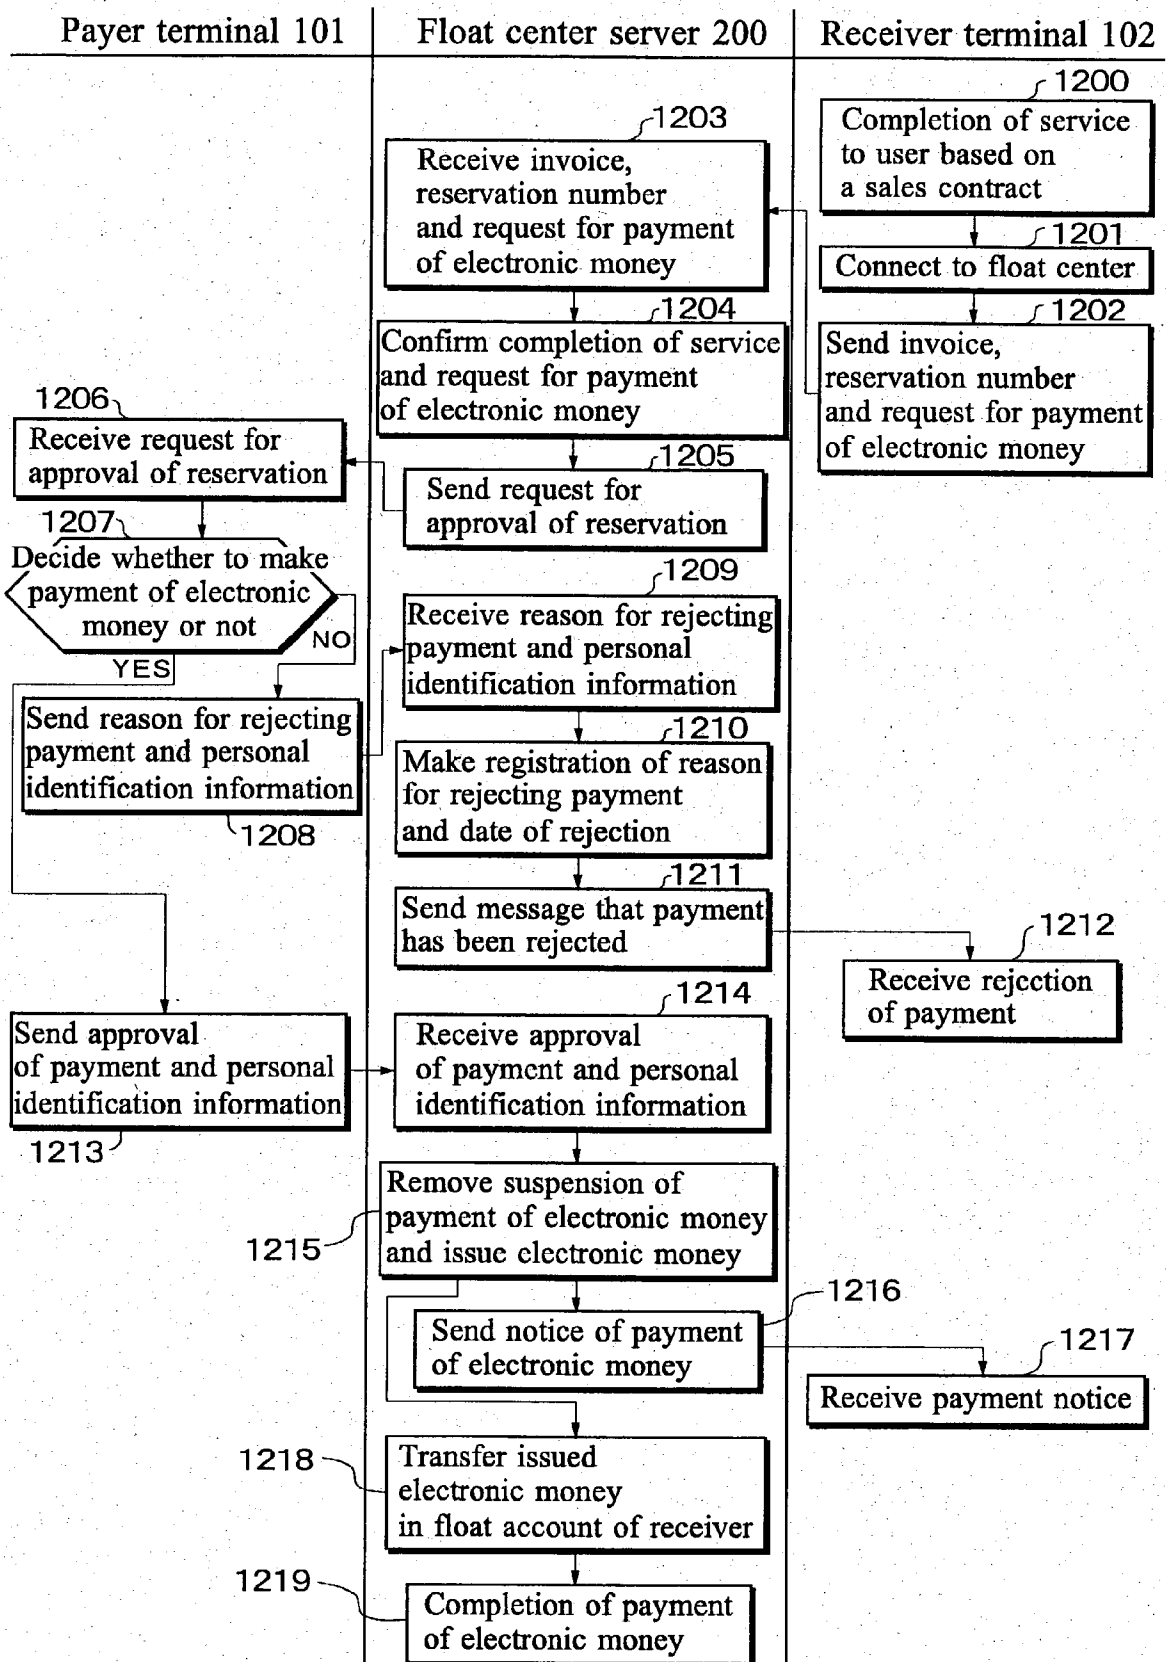 Payer terminal 101
Float center server 200
Receiver terminal 102
1200
Completion of service
to user based on
a sales contract
1201
Connect to float center
1202
Send invoice,
reservation number
and request for payment
of electronic money
1203
Receive invoice,
reservation number
and request for payment
of electronic money
1204
Confirm completion of service
and request for payment
of electronic money
1205
Send request for
approval of reservation
1206
Receive request for
approval of reservation
1207
Decide whether to make
payment of electronic
money or not
NO
YES
Send reason for rejecting
payment and personal
identification information
1208
1209
Receive reason for rejecting
payment and personal
identification information
1210
Make registration of reason
for rejecting payment
and date of rejection
1211
Send message that payment
has been rejected
1212
Receive rejection
of payment
Send approval
of payment and personal
identification information
1213
1214
Receive approval
of payment and personal
identification information
1215
Remove suspension of
payment of electronic money
and issue electronic money
1216
Send notice of payment
of electronic money
1217
Receive payment notice
1218
Transfer issued
electronic money
in float account of receiver
1219
Completion of payment
of electronic money